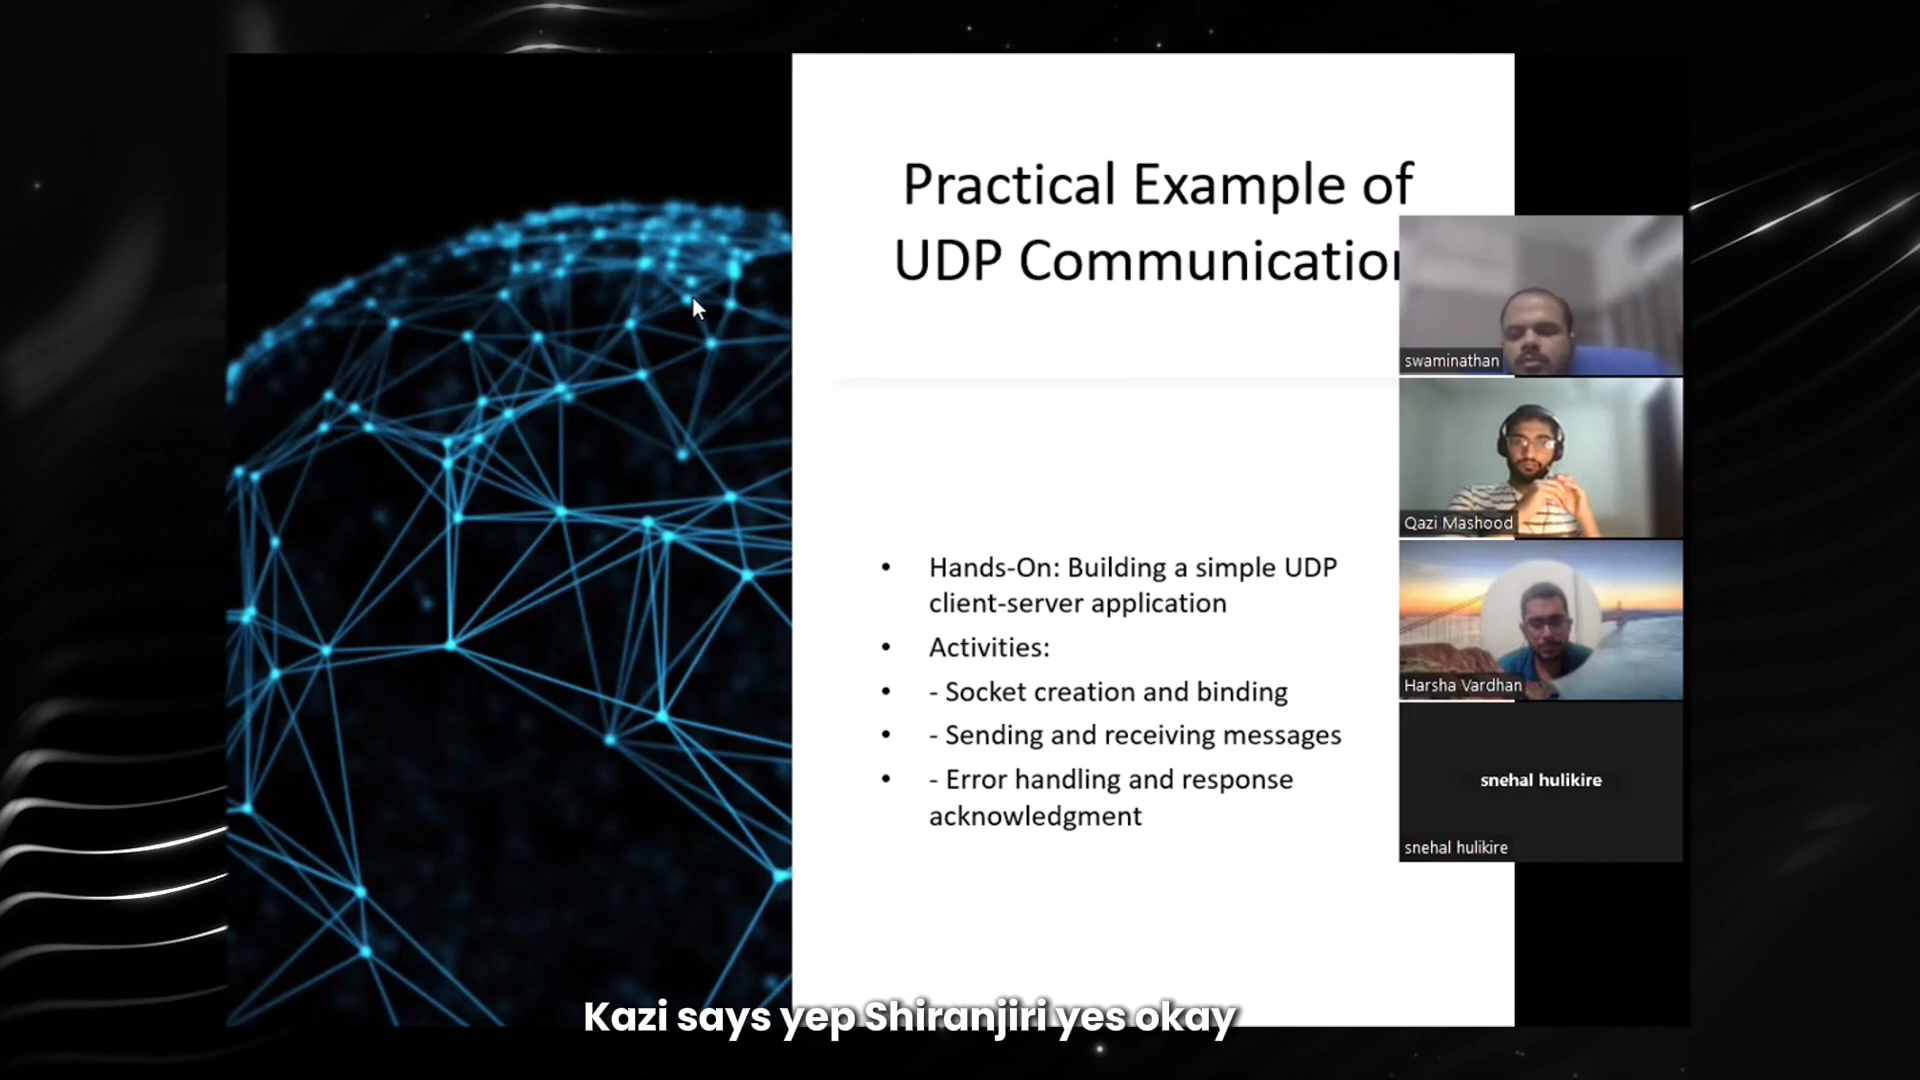 Practical Example of
UDP Communication
• Hands-On: Building a simple UDP
client-server application
• Activities:
• - Socket creation and binding
• - Sending and receiving messages
• - Error handling and response
acknowledgment
swaminathan
Qazi Mashood
Harsha Vardhan
snehal hulikire
snehal hulikire
Kazi says yep Shiranjiri yes okay